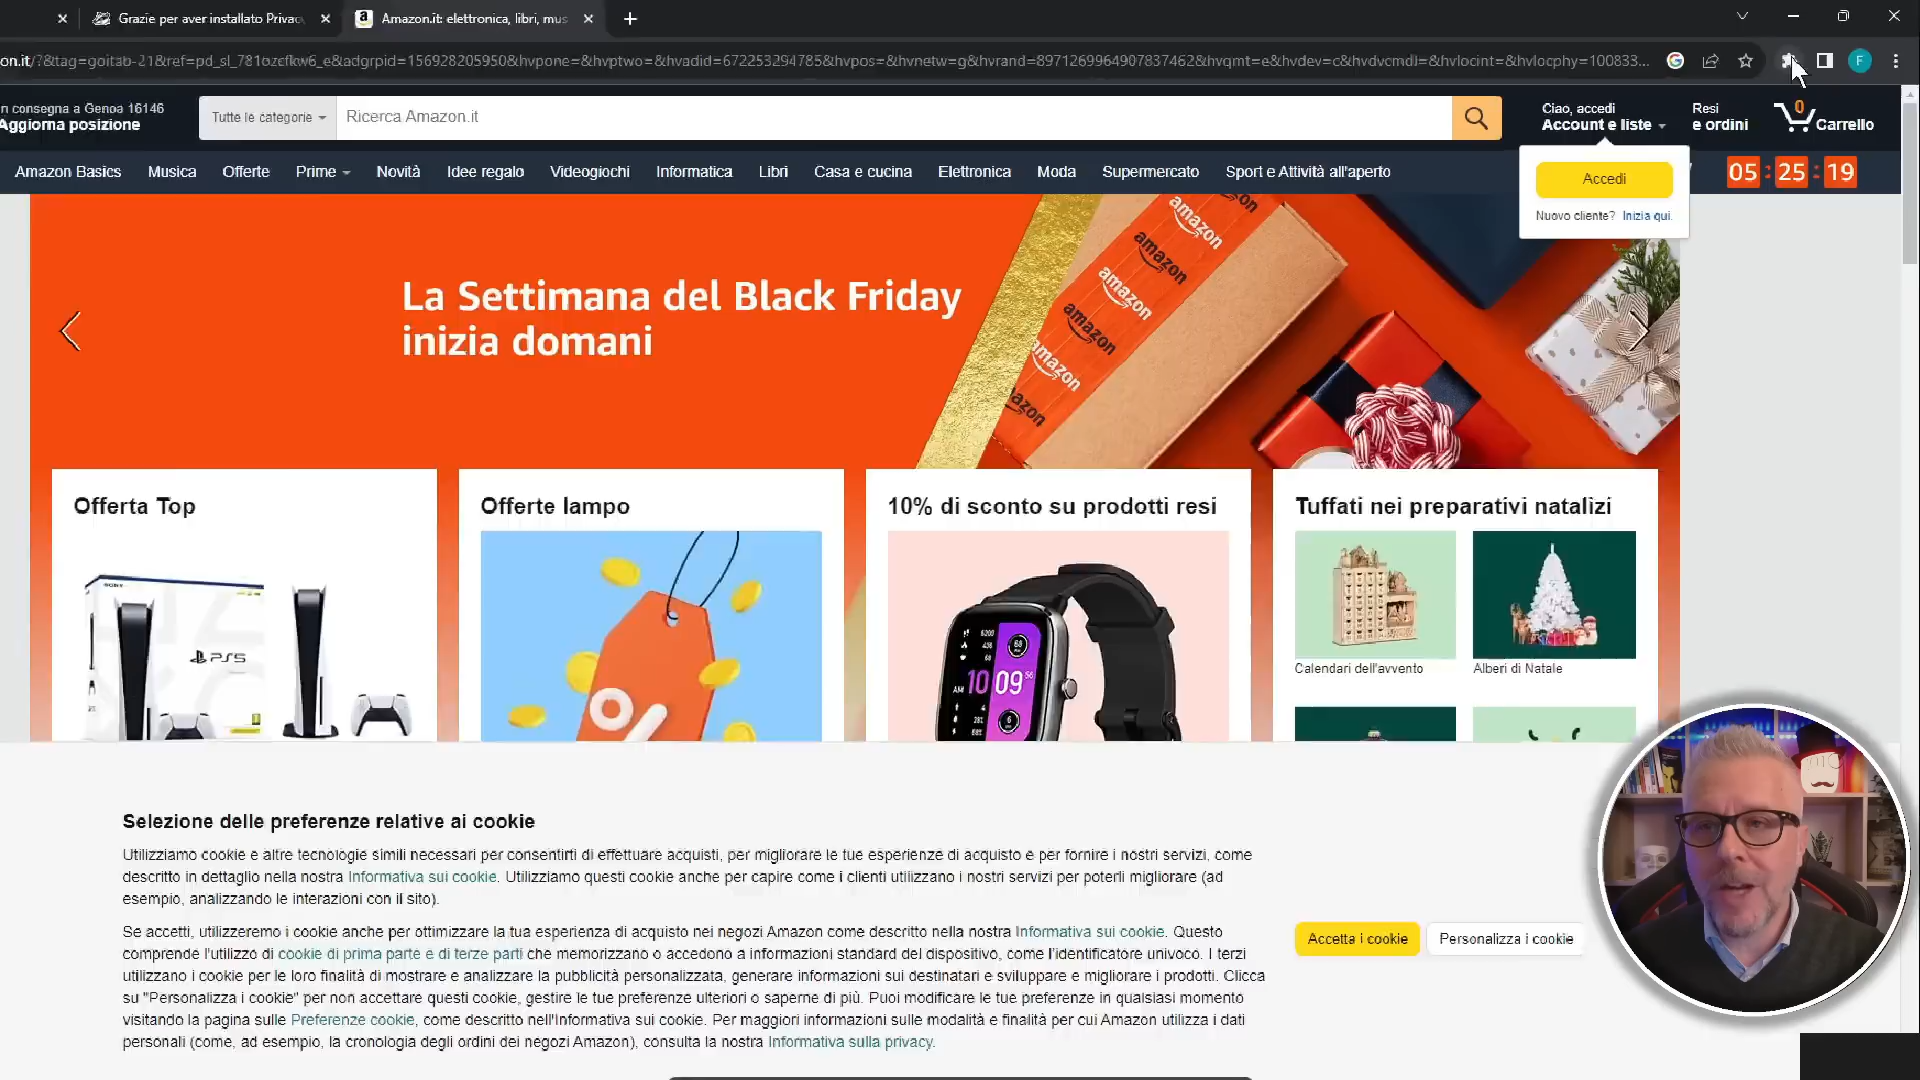 Grazie per aver installato Privac
Amazon.it: elettronica, libri, mus
on.it/?&tag=goitab-21&ref=pd_sl_781ozcfkw6_e&adgrpid=156928205950&hvpone=&hvptwo=&hvadid=672253294785&hvpos=&hvnetw=g&hvrand=8971269964907837462&hvqmt=e&hvdev=c&hvdvcmdl=&hvlocint=&hvlocphy=100833...
F
n consegna a Genoa 16146
Aggiorna posizione
Tutte le categorie
Ricerca Amazon.it
Ciao, accedi
Account e liste
Resi
e ordini
0
Carrello
Amazon Basics
Musica
Offerte
Prime
Novità
Idee regalo
Videogiochi
Informatica
Libri
Casa e cucina
Elettronica
Moda
Supermercato
Sport e Attività all'aperto
05 : 25 : 19
Accedi
Nuovo cliente? Inizia qui.
La Settimana del Black Friday
inizia domani
amazon
amazon
amazon
amazon
amazon
azon
Offerta Top
Offerte lampo
10% di sconto su prodotti resi
Tuffati nei preparativi natalizi
SONY
PS5
%
AM 10 09 56
Calendari dell'avvento
Alberi di Natale
Selezione delle preferenze relative ai cookie
Utilizziamo cookie e altre tecnologie simili necessari per consentirti di effettuare acquisti, per migliorare le tue esperienze di acquisto e per fornire i nostri servizi, come
descritto in dettaglio nella nostra Informativa sui cookie. Utilizziamo questi cookie anche per capire come i clienti utilizzano i nostri servizi per poterli migliorare (ad
esempio, analizzando le interazioni con il sito).
Se accetti, utilizzeremo i cookie anche per ottimizzare la tua esperienza di acquisto nei negozi Amazon come descritto nella nostra Informativa sui cookie. Questo
comprende l'utilizzo di cookie di prima parte e di terze parti che memorizzano o accedono a informazioni standard del dispositivo, come l'identificatore univoco. I terzi
utilizzano i cookie per le loro finalità di mostrare e analizzare la pubblicità personalizzata, generare informazioni sui destinatari e sviluppare e migliorare i prodotti. Clicca
su "Personalizza i cookie" per non accettare questi cookie, gestire le tue preferenze ulteriori o saperne di più. Puoi modificare le tue preferenze in qualsiasi momento
visitando la pagina sulle Preferenze cookie, come descritto nell'Informativa sui cookie. Per maggiori informazioni sulle modalità e finalità per cui Amazon utilizza i dati
personali (come, ad esempio, la cronologia degli ordini dei negozi Amazon), consulta la nostra Informativa sulla privacy.
Accetta i cookie
Personalizza i cookie